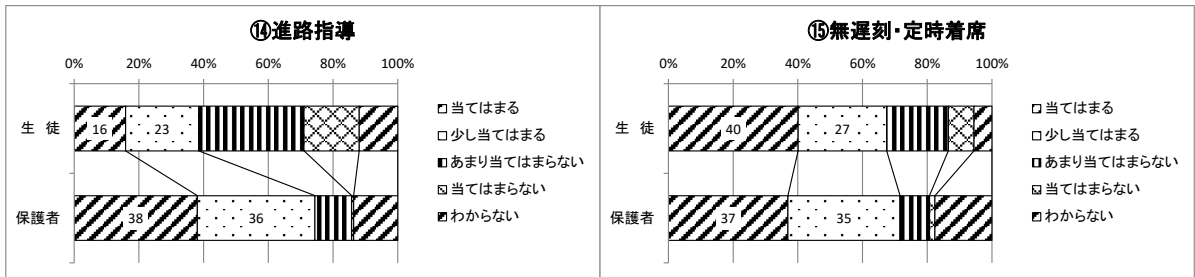 ⑭進路指導
0% 20% 40% 60% 80% 100%
生 徒 16 23
保護者 38 36
当てはまる
少し当てはまる
あまり当てはまらない
当てはまらない
わからない
⑮無遅刻・定時着席
0% 20% 40% 60% 80% 100%
生 徒 40 27
保護者 37 35
当てはまる
少し当てはまる
あまり当てはまらない
当てはまらない
わからない